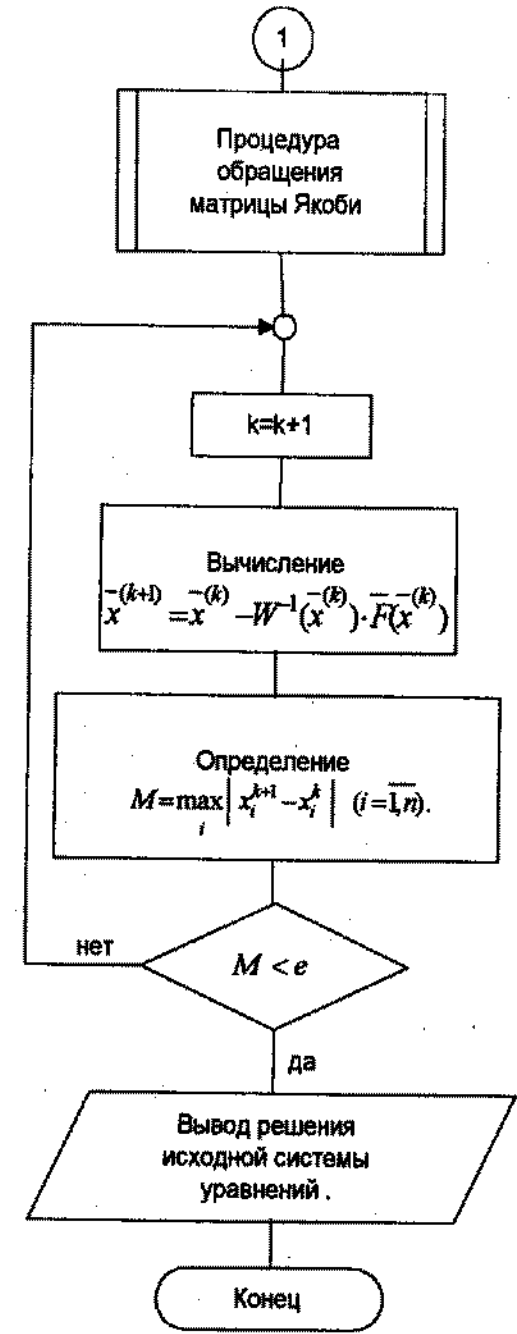 1
Процедура
обращения
матрицы Якоби
k=k+1
Вычисление
x̄^(k+1) = x̄^(k) – W^-1(x̄^(k))·F̄(x̄^(k))
Определение
M = max_i | x_i^k+1 – x_i^k | (i = 1,n).
нет
M < e
да
Вывод решения
исходной системы
уравнений .
Конец